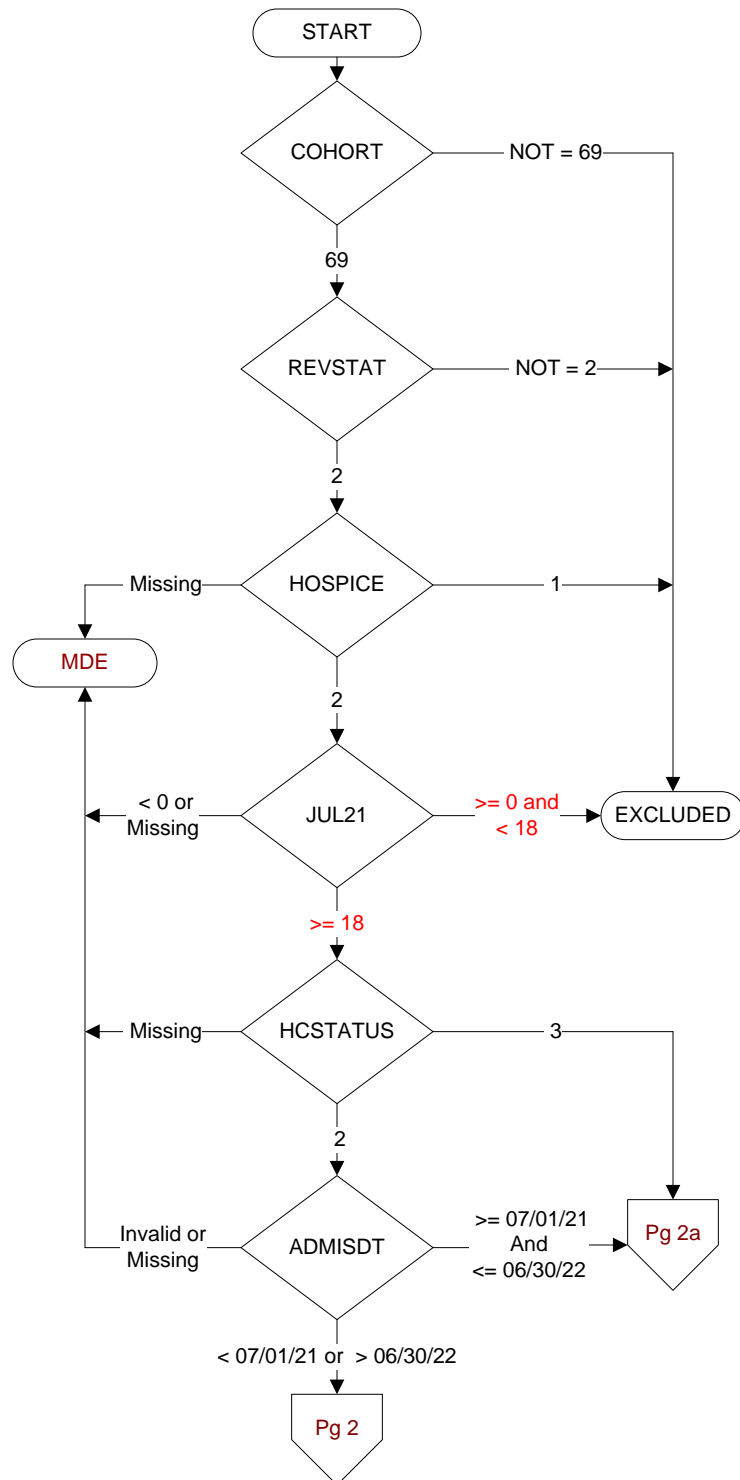 START
COHORT
NOT = 69
69
REVSTAT
NOT = 2
2
Missing
HOSPICE
1
MDE
2
< 0 or
Missing
JUL21
>= 0 and
< 18
EXCLUDED
>= 18
Missing
HCSTATUS
3
2
Invalid or
Missing
ADMISDT
>= 07/01/21
And
<= 06/30/22
Pg 2a
< 07/01/21 or > 06/30/22
Pg 2